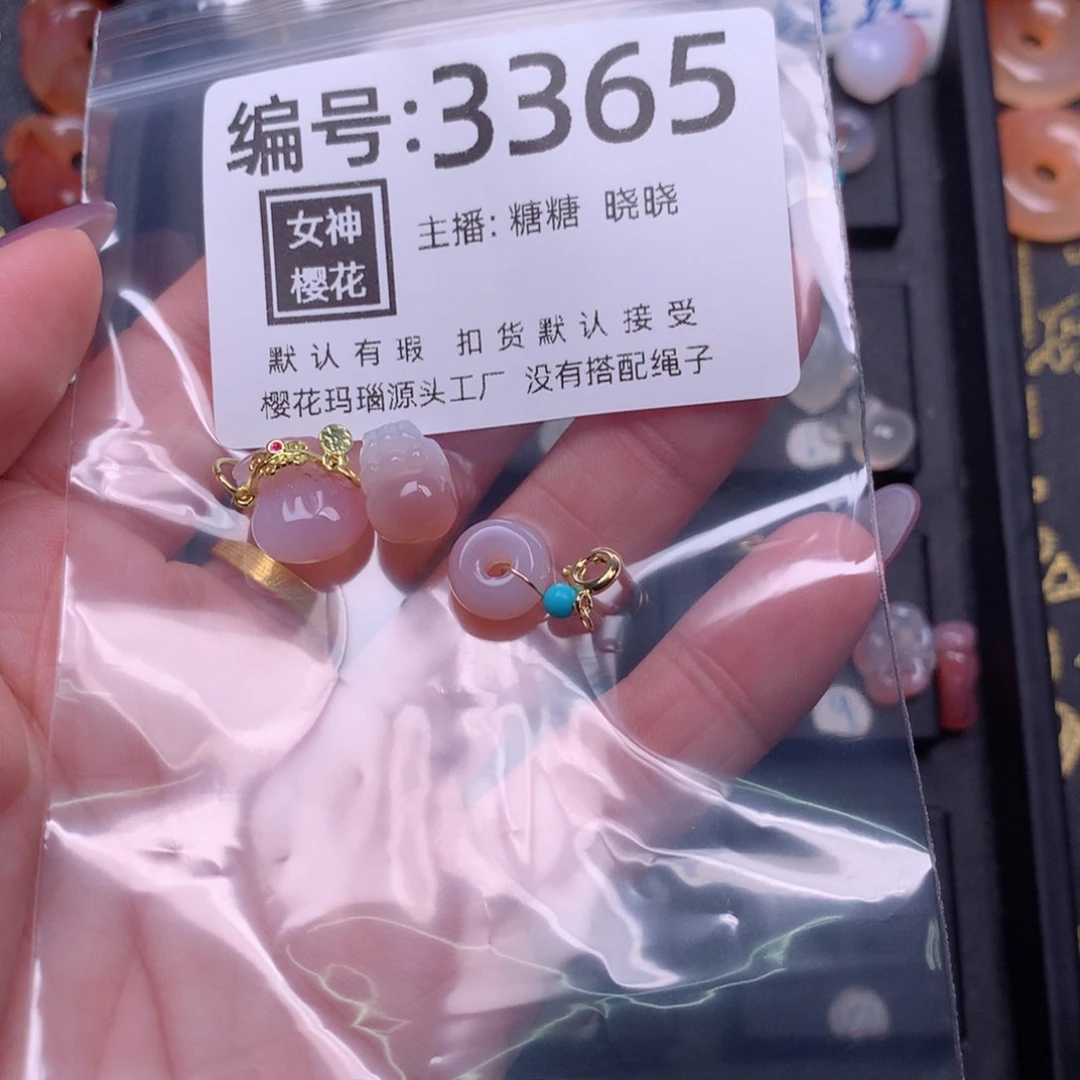 编号:3365
女神
樱花
主播: 糖糖 晓晓
默认有瑕 扣货默认接受
樱花玛瑙源头工厂 没有搭配绳子